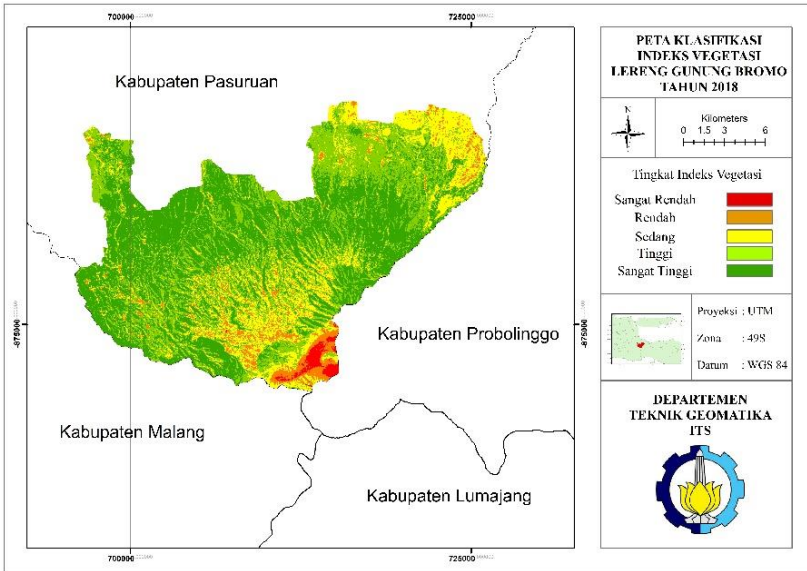 700000
725000
Kabupaten Pasuruan
-875000
-875000
Kabupaten Probolinggo
Kabupaten Malang
Kabupaten Lumajang
700000
725000
PETA KLASIFIKASI
INDEKS VEGETASI
LERENG GUNUNG BROMO
TAHUN 2018
N
Kilometers
0 1.5 3 6
Tingkat Indeks Vegetasi
Sangat Rendah
Rendah
Sedang
Tinggi
Sangat Tinggi
Proyeksi : UTM
Zona : 49S
Datum : WGS 84
DEPARTEMEN
TEKNIK GEOMATIKA
ITS